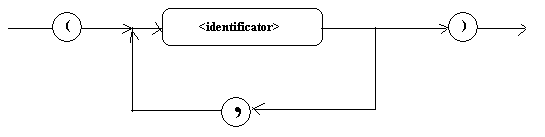 ( <identificator> )
,